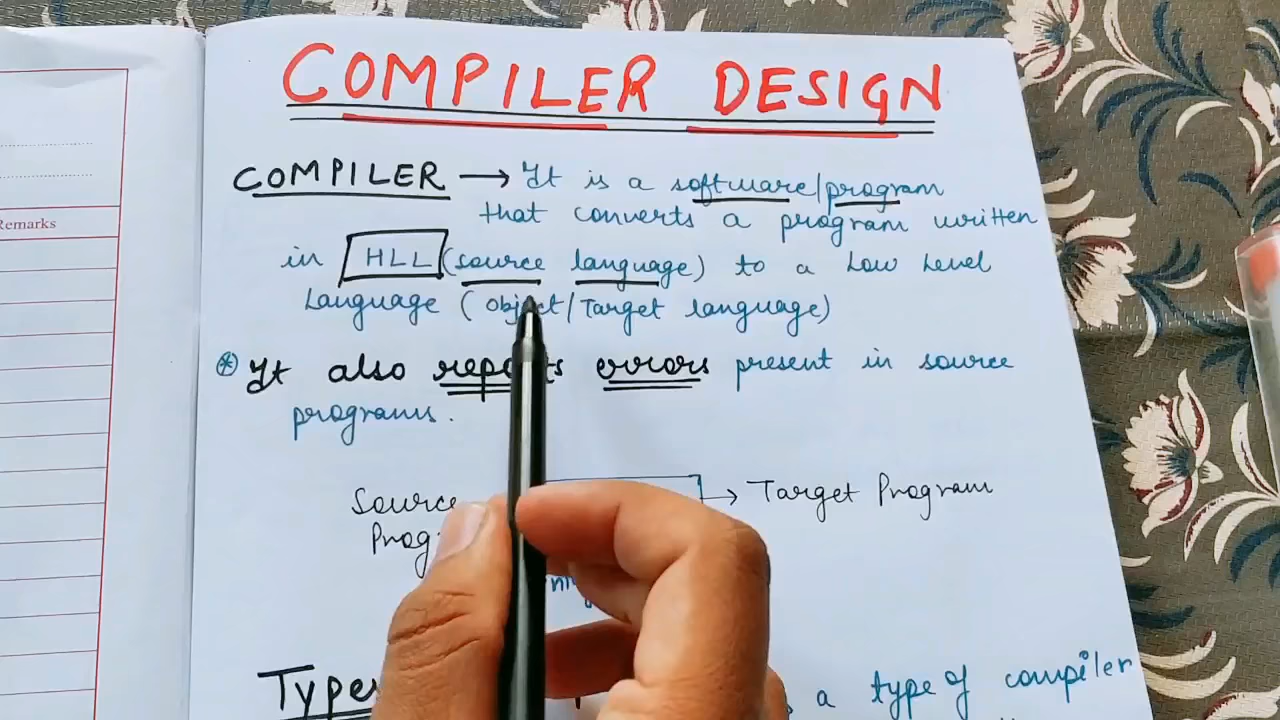 COMPILER DESIGN
Remarks
COMPILER → It is a software/program
that converts a program written
in HLL (source language) to a Low Level
Language (Object/Target language)
* It also reports errors present in source
programs.
Source → Target Program
a type of compiler